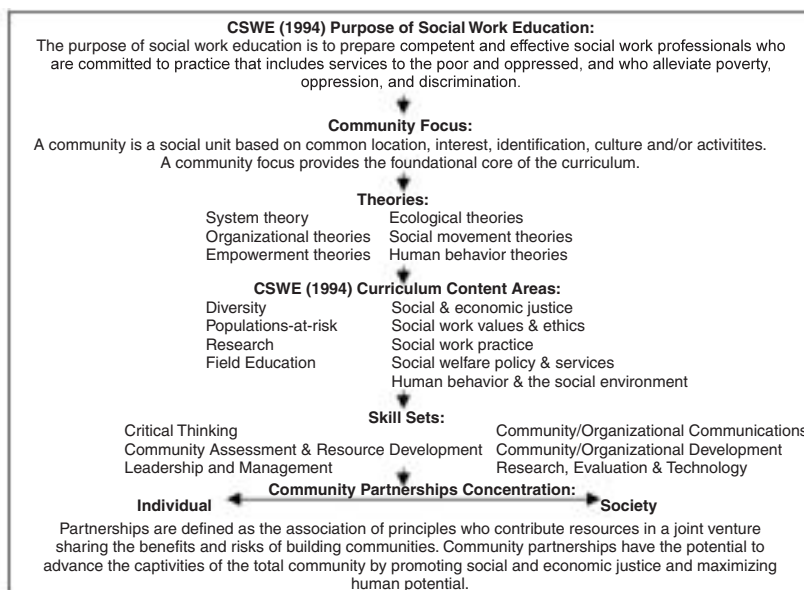 CSWE (1994) Purpose of Social Work Education:
The purpose of social work education is to prepare competent and effective social work professionals who
are committed to practice that includes services to the poor and oppressed, and who alleviate poverty,
oppression, and discrimination.
Community Focus:
A community is a social unit based on common location, interest, identification, culture and/or activitites.
A community focus provides the foundational core of the curriculum.
Theories:
System theory Ecological theories
Organizational theories Social movement theories
Empowerment theories Human behavior theories
CSWE (1994) Curriculum Content Areas:
Diversity Social & economic justice
Populations-at-risk Social work values & ethics
Research Social work practice
Field Education Social welfare policy & services
Human behavior & the social environment
Skill Sets:
Critical Thinking Community/Organizational Communications
Community Assessment & Resource Development Community/Organizational Development
Leadership and Management Research, Evaluation & Technology
Community Partnerships Concentration:
Individual Society
Partnerships are defined as the association of principles who contribute resources in a joint venture
sharing the benefits and risks of building communities. Community partnerships have the potential to
advance the captivities of the total community by promoting social and economic justice and maximizing
human potential.